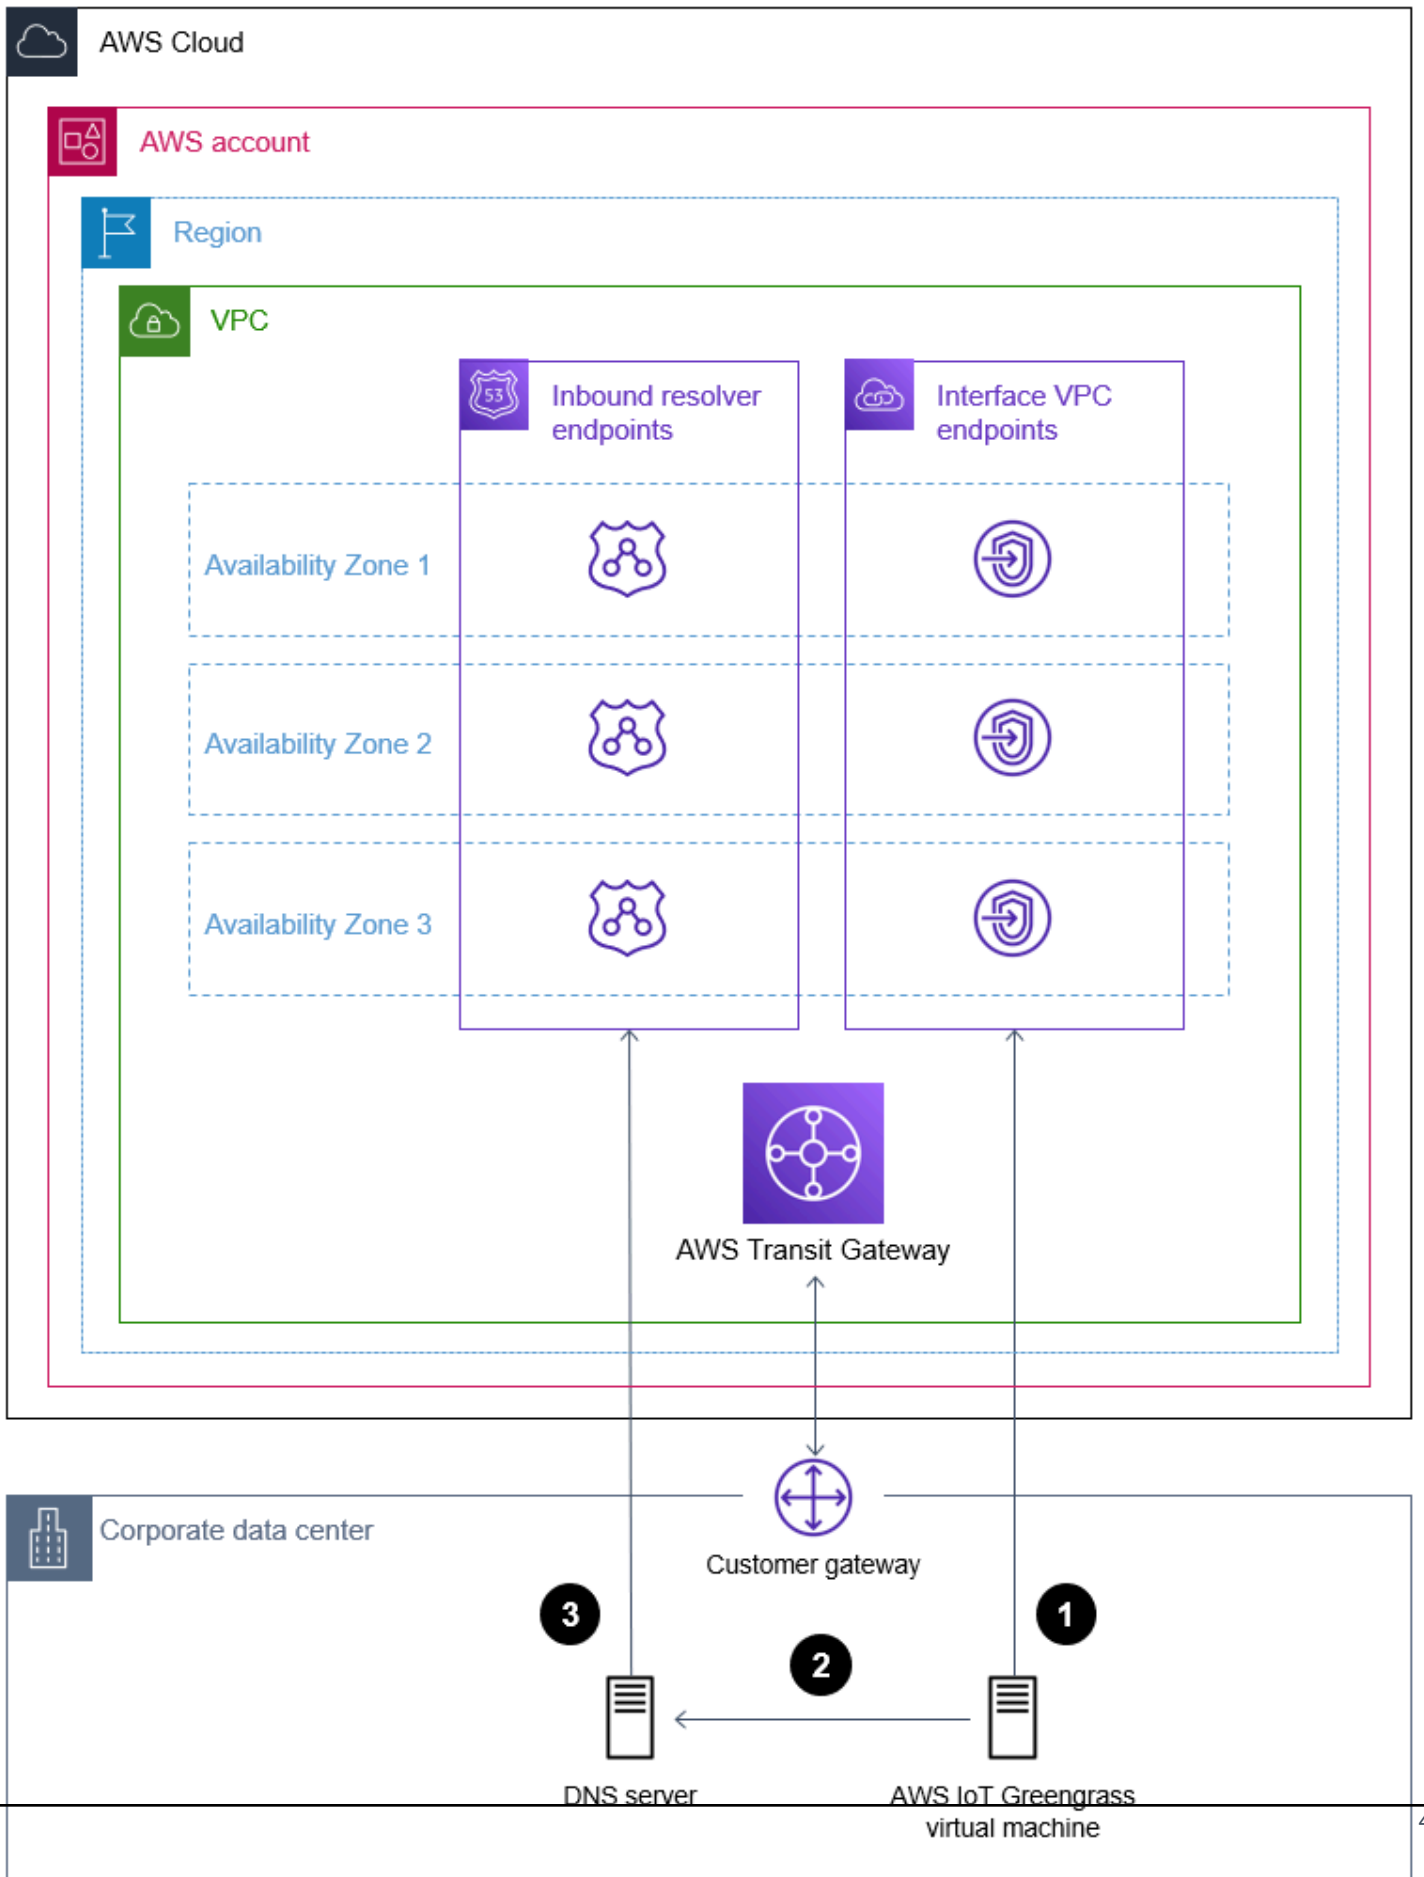 AWS Cloud
AWS account
Region
VPC
53
Inbound resolver
endpoints
Interface VPC
endpoints
Availability Zone 1
Availability Zone 2
Availability Zone 3
AWS Transit Gateway
Corporate data center
Customer gateway
3
1
2
DNS server
AWS IoT Greengrass
virtual machine